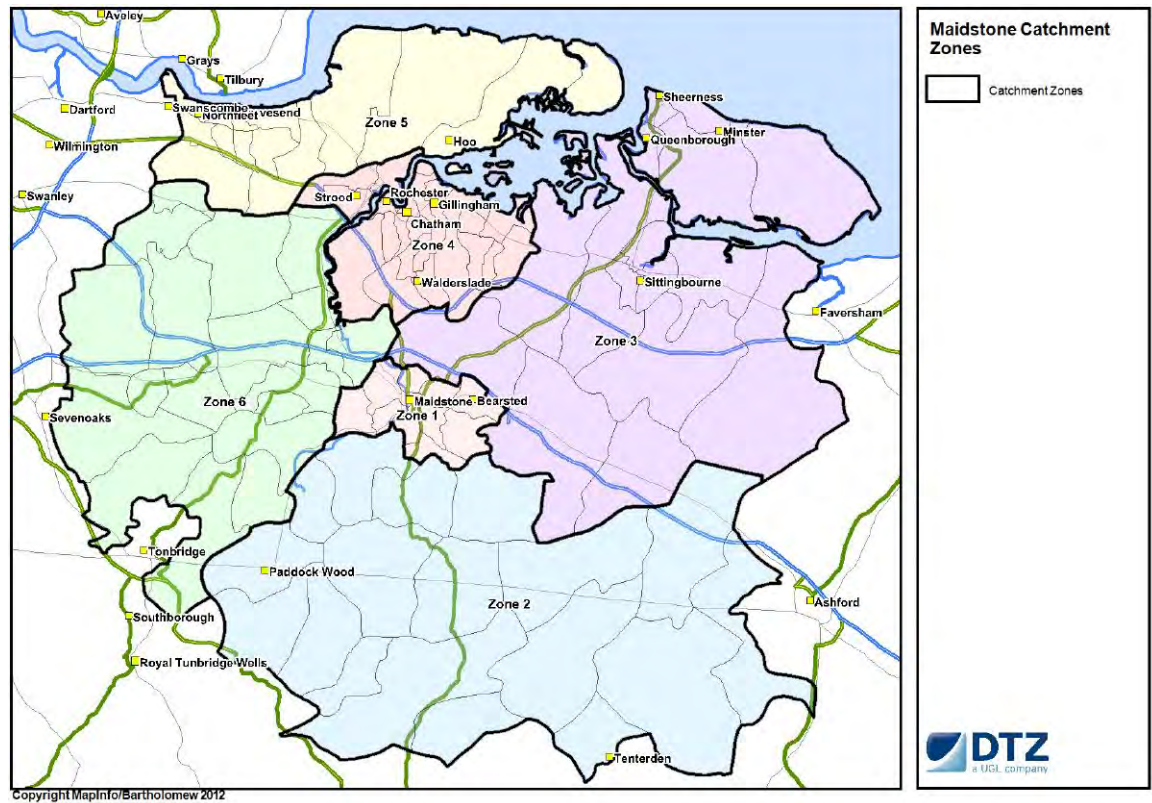 Maidstone Catchment
Zones
Catchment Zones
Aveley
Grays
Tilbury
Dartford
Swanscombe
Northfleet vesend
Wilmington
Swanley
Zone 5
Hoo
Sheerness
Minster
Queenborough
Strood
Rochester
Gillingham
Chatham
Zone 4
Walderslade
Sittingbourne
Faversham
Zone 3
Zone 6
Maidstone
Bearsted
Zone 1
Sevenoaks
Tonbridge
Paddock Wood
Zone 2
Ashford
Southborough
Royal Tunbridge Wells
Tenterden
DTZ
a UGL company
Copyright MapInfo/Bartholomew 2012